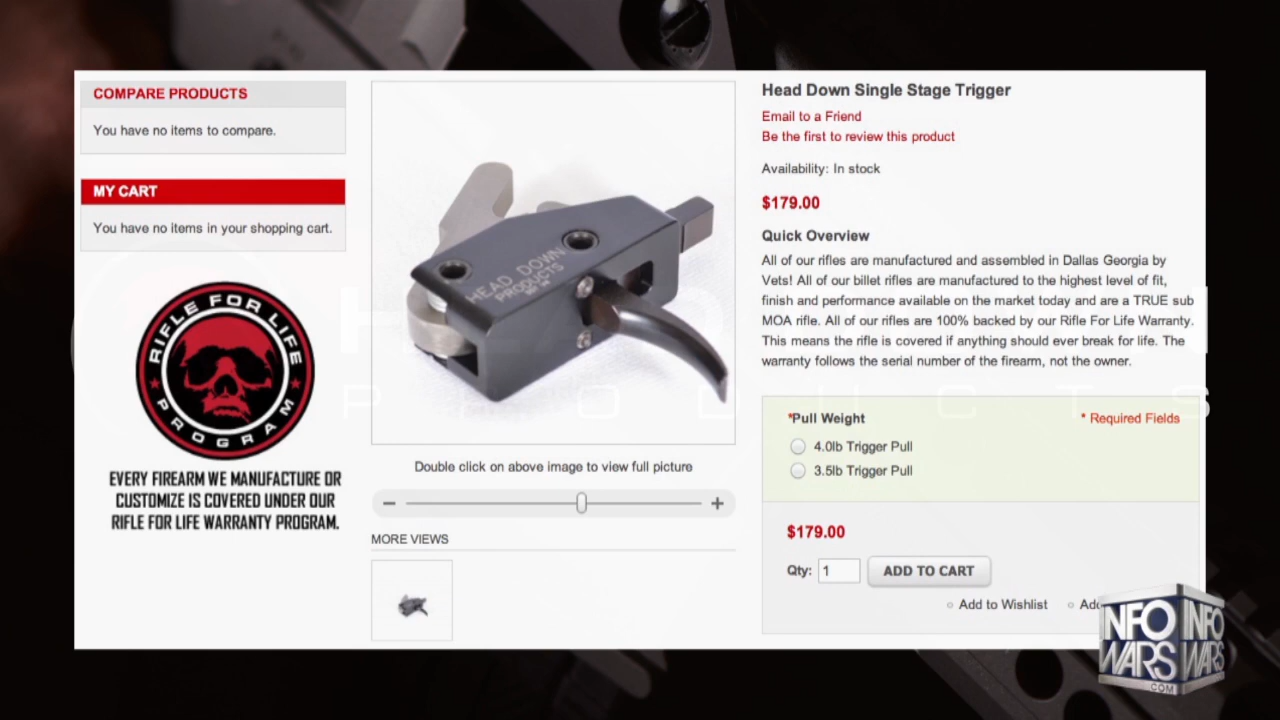 COMPARE PRODUCTS
You have no items to compare.
MY CART
You have no items in your shopping cart.
RIFLE FOR LIFE
PROGRAM
EVERY FIREARM WE MANUFACTURE OR
CUSTOMIZE IS COVERED UNDER OUR
RIFLE FOR LIFE WARRANTY PROGRAM.
HEAD DOWN
PRODUCTS
Double click on above image to view full picture
MORE VIEWS
Head Down Single Stage Trigger
Email to a Friend
Be the first to review this product
Availability: In stock
$179.00
Quick Overview
All of our rifles are manufactured and assembled in Dallas Georgia by
Vets! All of our billet rifles are manufactured to the highest level of fit,
finish and performance available on the market today and are a TRUE sub
MOA rifle. All of our rifles are 100% backed by our Rifle For Life Warranty.
This means the rifle is covered if anything should ever break for life. The
warranty follows the serial number of the firearm, not the owner.
*Pull Weight
* Required Fields
4.0lb Trigger Pull
3.5lb Trigger Pull
$179.00
Qty: 1 ADD TO CART
Add to Wishlist
INFO WARS .COM
INFO WARS